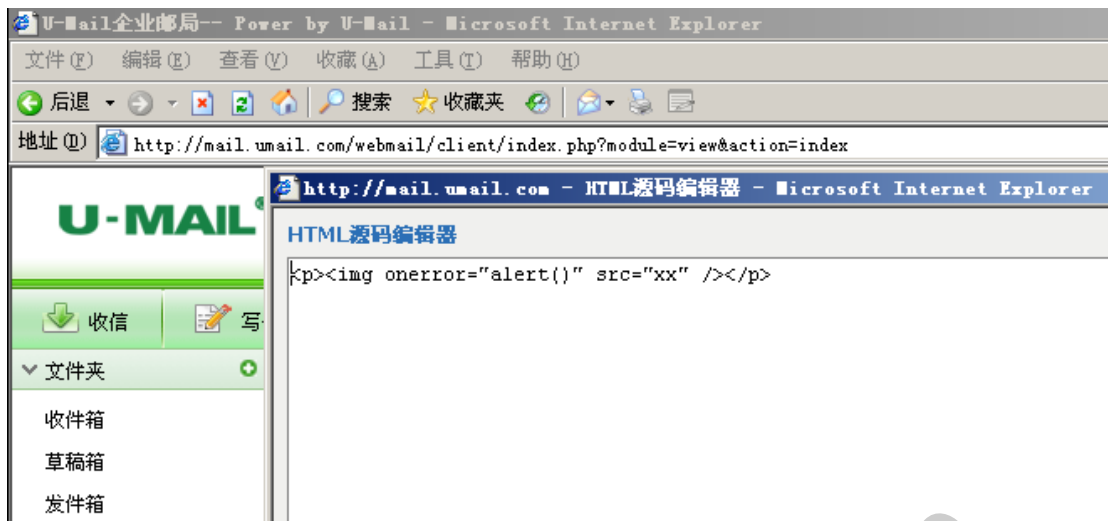 U-Mail企业邮局-- Power by U-Mail - Microsoft Internet Explorer
文件(F) 编辑(E) 查看(V) 收藏(A) 工具(T) 帮助(H)
后退 搜索 收藏夹
地址(D) http://mail.umail.com/webmail/client/index.php?module=view&action=index
http://mail.umail.com - HTML源码编辑器 - Microsoft Internet Explorer
U-MAIL®
HTML源码编辑器
<p><img onerror="alert()" src="xx" /></p>
收信 写
文件夹
收件箱
草稿箱
发件箱